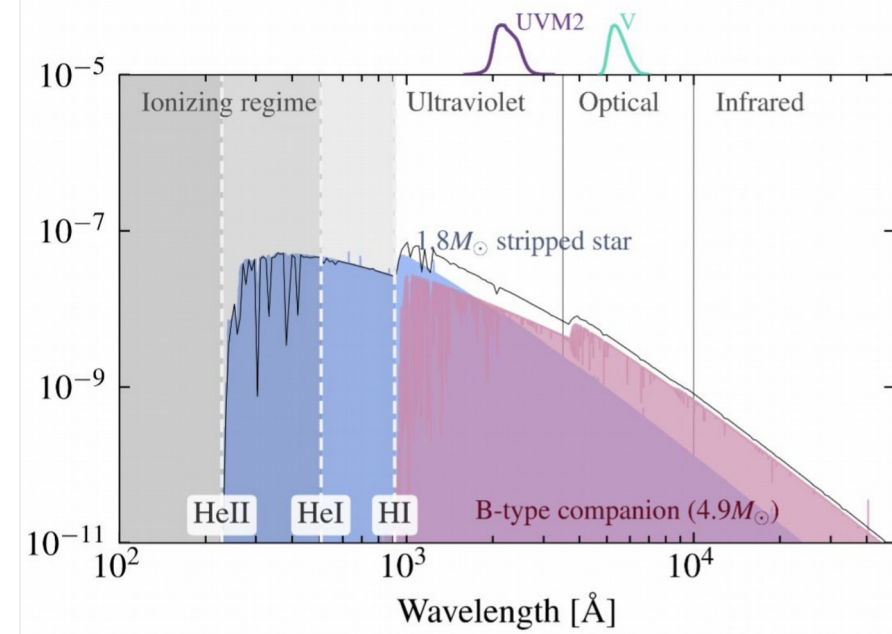 UVM2 V
10⁻⁵
Ionizing regime Ultraviolet Optical Infrared
10⁻⁷
1.8M☉ stripped star
10⁻⁹
HeII HeI HI B-type companion (4.9M☉)
10⁻¹¹
10² 10³ 10⁴
Wavelength [Å]